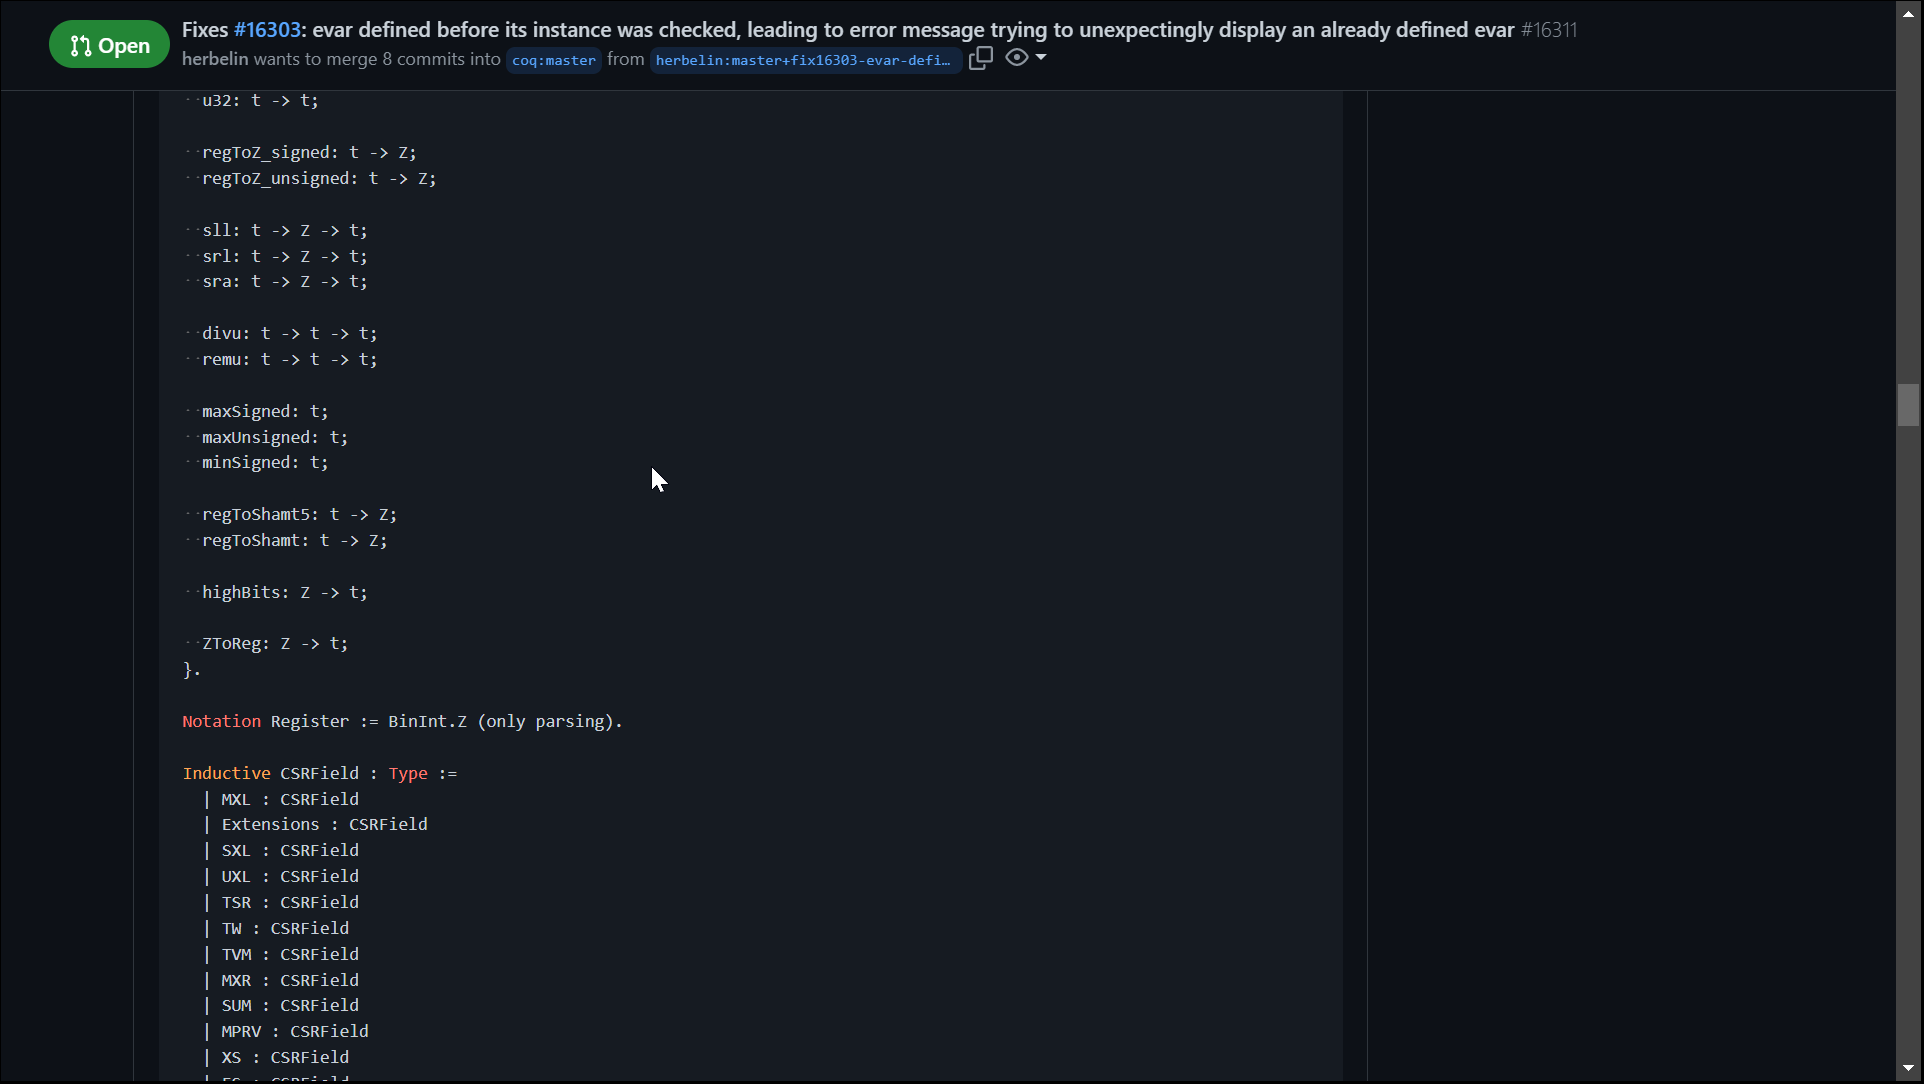 Open
Fixes #16303: evar defined before its instance was checked, leading to error message trying to unexpectingly display an already defined evar #16311
herbelin wants to merge 8 commits into coq:master from herbelin:master+fix16303-evar-defi…
u32: t -> t;
regToZ_signed: t -> Z;
regToZ_unsigned: t -> Z;
sll: t -> Z -> t;
srl: t -> Z -> t;
sra: t -> Z -> t;
divu: t -> t -> t;
remu: t -> t -> t;
maxSigned: t;
maxUnsigned: t;
minSigned: t;
regToShamt5: t -> Z;
regToShamt: t -> Z;
highBits: Z -> t;
ZToReg: Z -> t;
}.
Notation Register := BinInt.Z (only parsing).
Inductive CSRField : Type :=
| MXL : CSRField
| Extensions : CSRField
| SXL : CSRField
| UXL : CSRField
| TSR : CSRField
| TW : CSRField
| TVM : CSRField
| MXR : CSRField
| SUM : CSRField
| MPRV : CSRField
| XS : CSRField